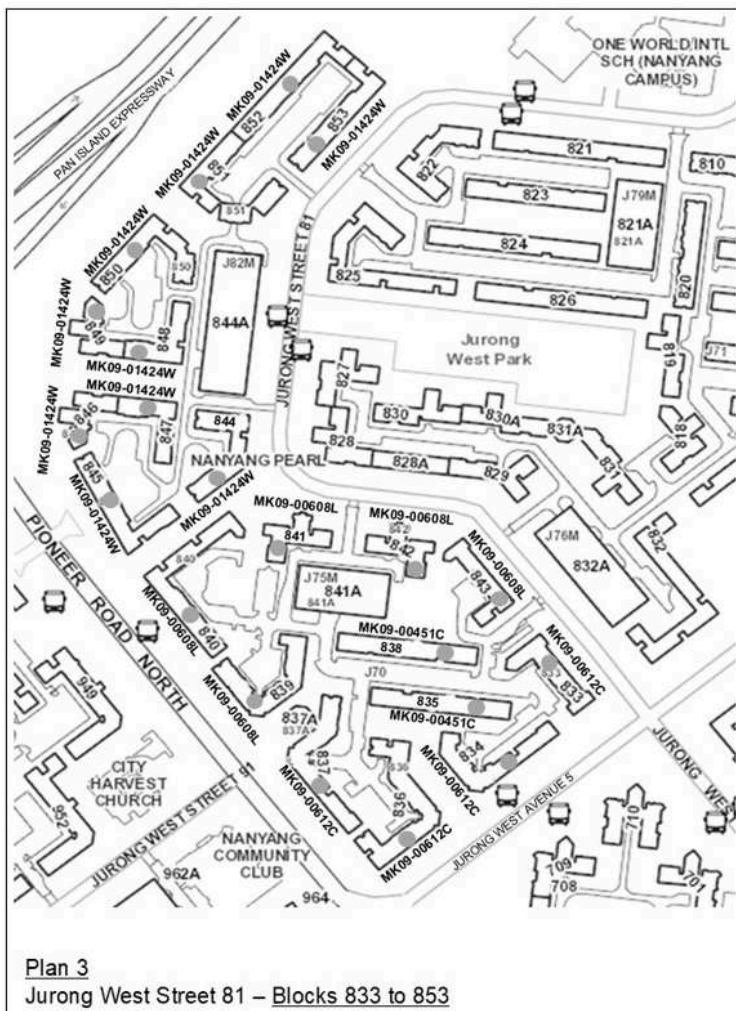 ONE WORLD INTL
SCH (NANYANG
CAMPUS)
PAN ISLAND EXPRESSWAY
MK09-01424W
852
853
MK09-01424W
MK09-01424W
851
851
821
822
810
823
J79M
821A
821A
824
820
825
826
JURONG WEST STREET 81
MK09-01424W
850
850
J82M
844A
MK09-01424W
849
848
MK09-01424W
MK09-01424W
846
MK09-01424W
847
844
845
MK09-01424W
NANYANG PEARL
MK09-01424W
Jurong
West Park
819
J71
818
827
830
830A
831A
831
828
828A
829
J76M
832A
832
PIONEER ROAD NORTH
MK09-00608L
841
MK09-00608L
842
842
MK09-00608L
843
840
840
MK09-00608L
J75M
841A
841A
MK09-00451C
838
MK09-00612C
833
833
J70
835
MK09-00451C
839
MK09-00608L
837A
837A
837
MK09-00612C
836
836
MK09-00612C
834
MK09-00612C
949
CITY
HARVEST
CHURCH
952
JURONG WEST STREET 91
NANYANG
COMMUNITY
CLUB
962A
964
JURONG WEST AVENUE 5
JURONG WE
710
709
708
701
Plan 3
Jurong West Street 81 – Blocks 833 to 853